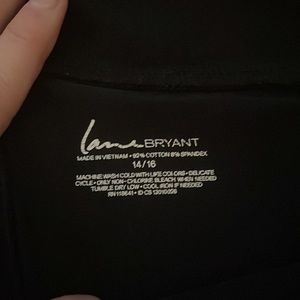 Lane BRYANT
MADE IN VIETNAM • 92% COTTON 8% SPANDEX
14/16
MACHINE WASH COLD WITH LIKE COLORS • DELICATE
CYCLE • ONLY NON-CHLORINE BLEACH WHEN NEEDED
TUMBLE DRY LOW • COOL IRON IF NEEDED